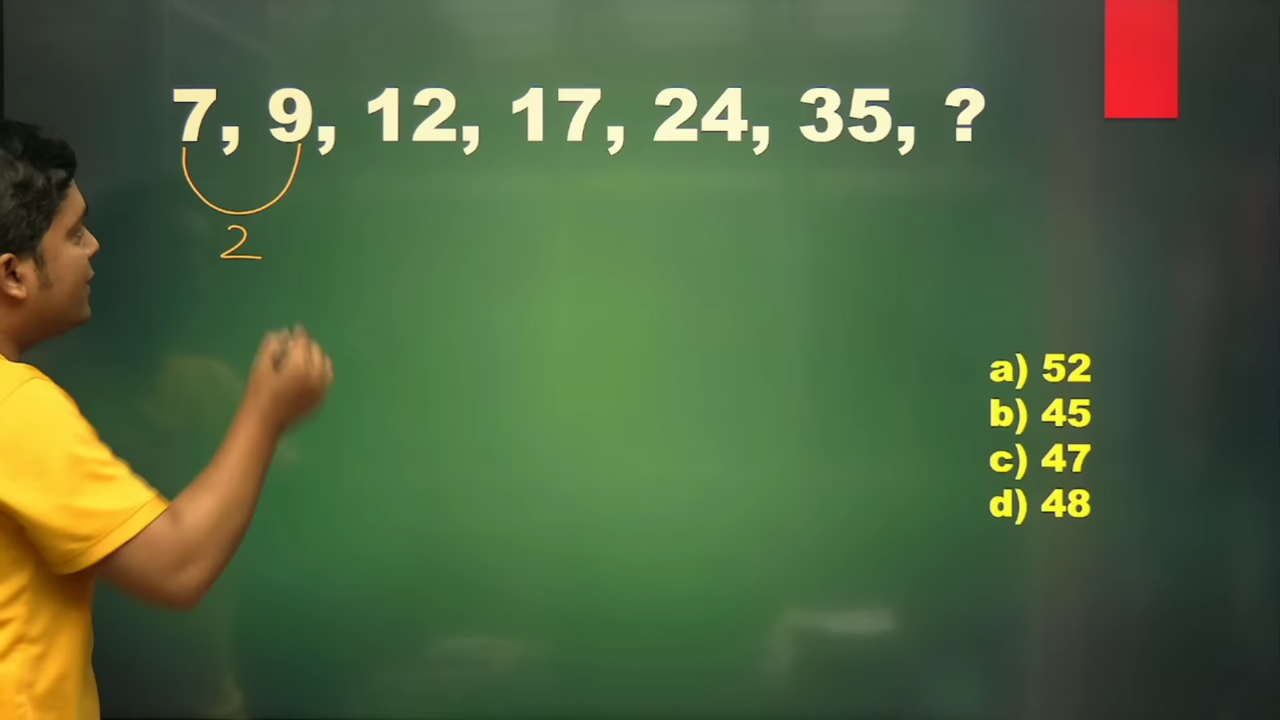 7, 9, 12, 17, 24, 35, ?
2
a) 52
b) 45
c) 47
d) 48